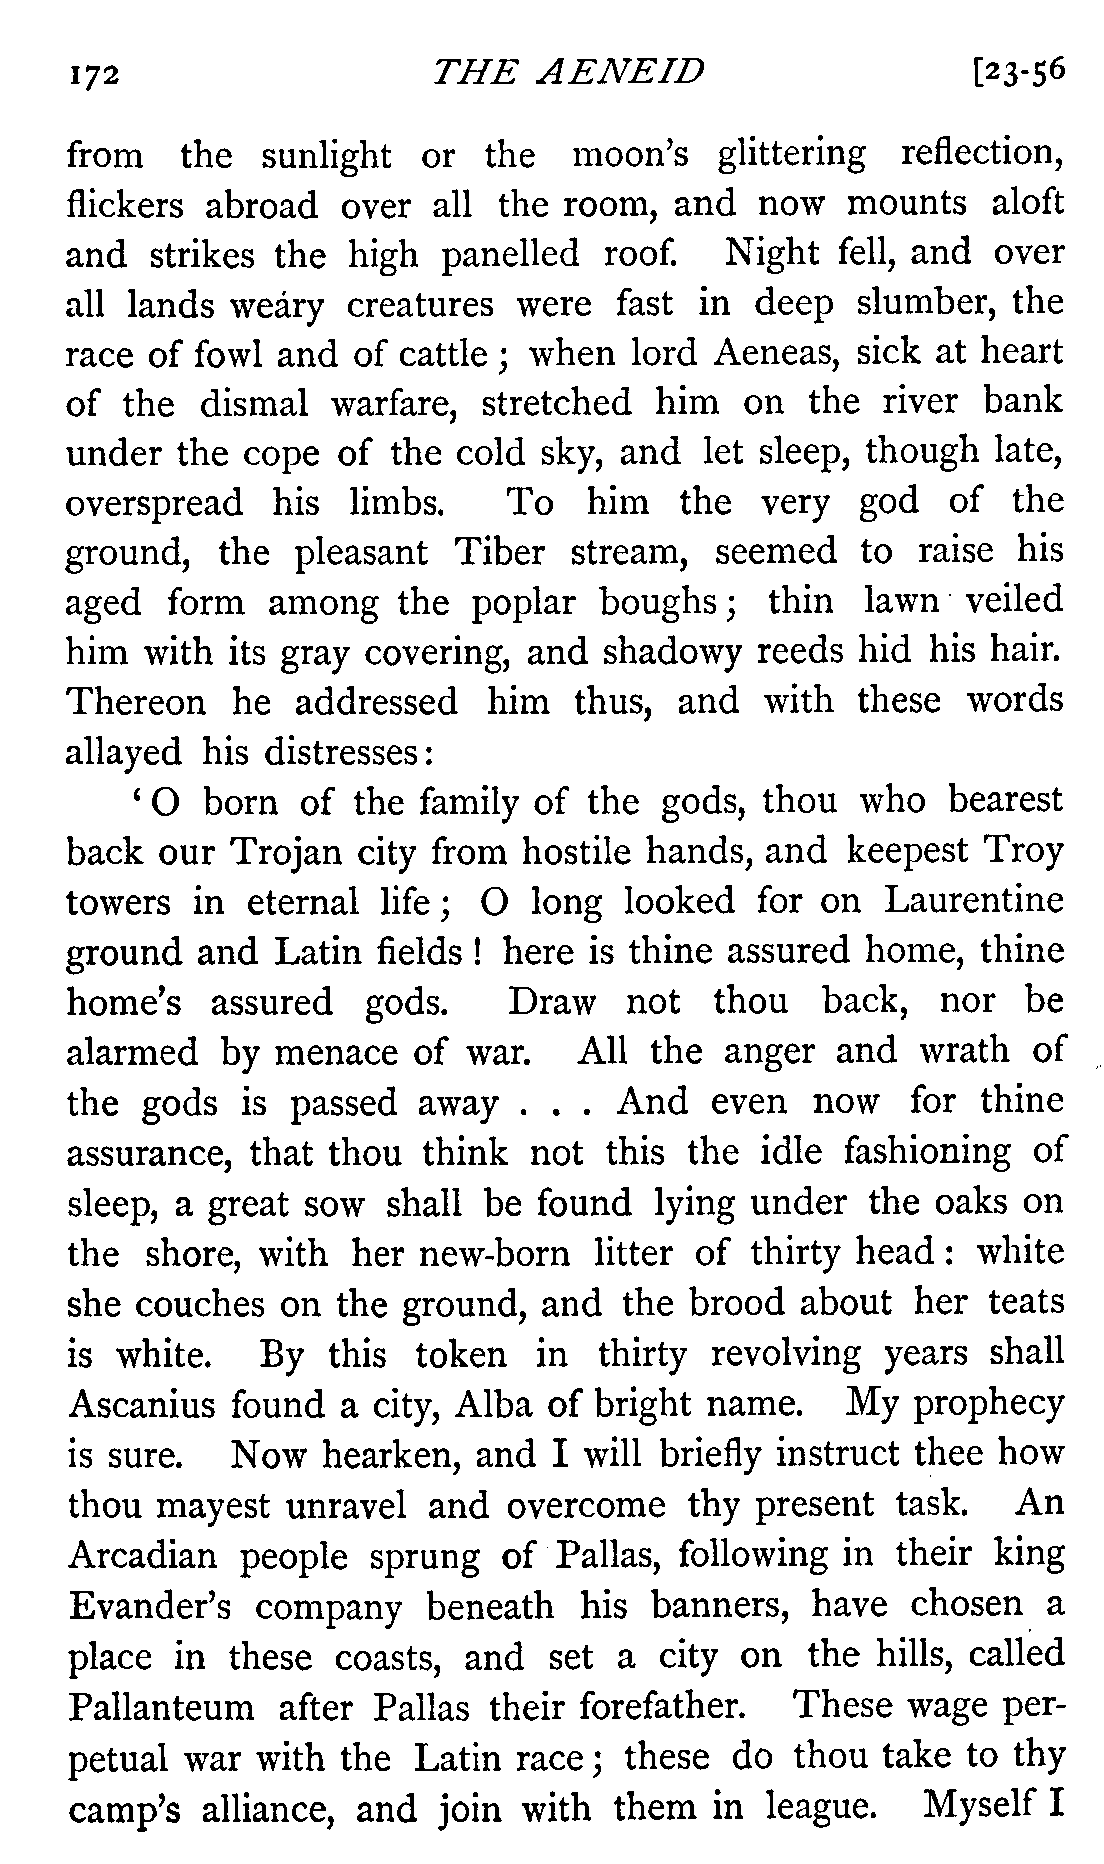 172 THE AENEID [23-56
from the sunlight or the moon's glittering reflection,
flickers abroad over all the room, and now mounts aloft
and strikes the high panelled roof. Night fell, and over
all lands weary creatures were fast in deep slumber, the
race of fowl and of cattle ; when lord Aeneas, sick at heart
of the dismal warfare, stretched him on the river bank
under the cope of the cold sky, and let sleep, though late,
overspread his limbs. To him the very god of the
ground, the pleasant Tiber stream, seemed to raise his
aged form among the poplar boughs ; thin lawn veiled
him with its gray covering, and shadowy reeds hid his hair.
Thereon he addressed him thus, and with these words
allayed his distresses :
‘ O born of the family of the gods, thou who bearest
back our Trojan city from hostile hands, and keepest Troy
towers in eternal life ; O long looked for on Laurentine
ground and Latin fields ! here is thine assured home, thine
home's assured gods. Draw not thou back, nor be
alarmed by menace of war. All the anger and wrath of
the gods is passed away . . . And even now for thine
assurance, that thou think not this the idle fashioning of
sleep, a great sow shall be found lying under the oaks on
the shore, with her new-born litter of thirty head : white
she couches on the ground, and the brood about her teats
is white. By this token in thirty revolving years shall
Ascanius found a city, Alba of bright name. My prophecy
is sure. Now hearken, and I will briefly instruct thee how
thou mayest unravel and overcome thy present task. An
Arcadian people sprung of Pallas, following in their king
Evander's company beneath his banners, have chosen a
place in these coasts, and set a city on the hills, called
Pallanteum after Pallas their forefather. These wage per-
petual war with the Latin race ; these do thou take to thy
camp's alliance, and join with them in league. Myself I